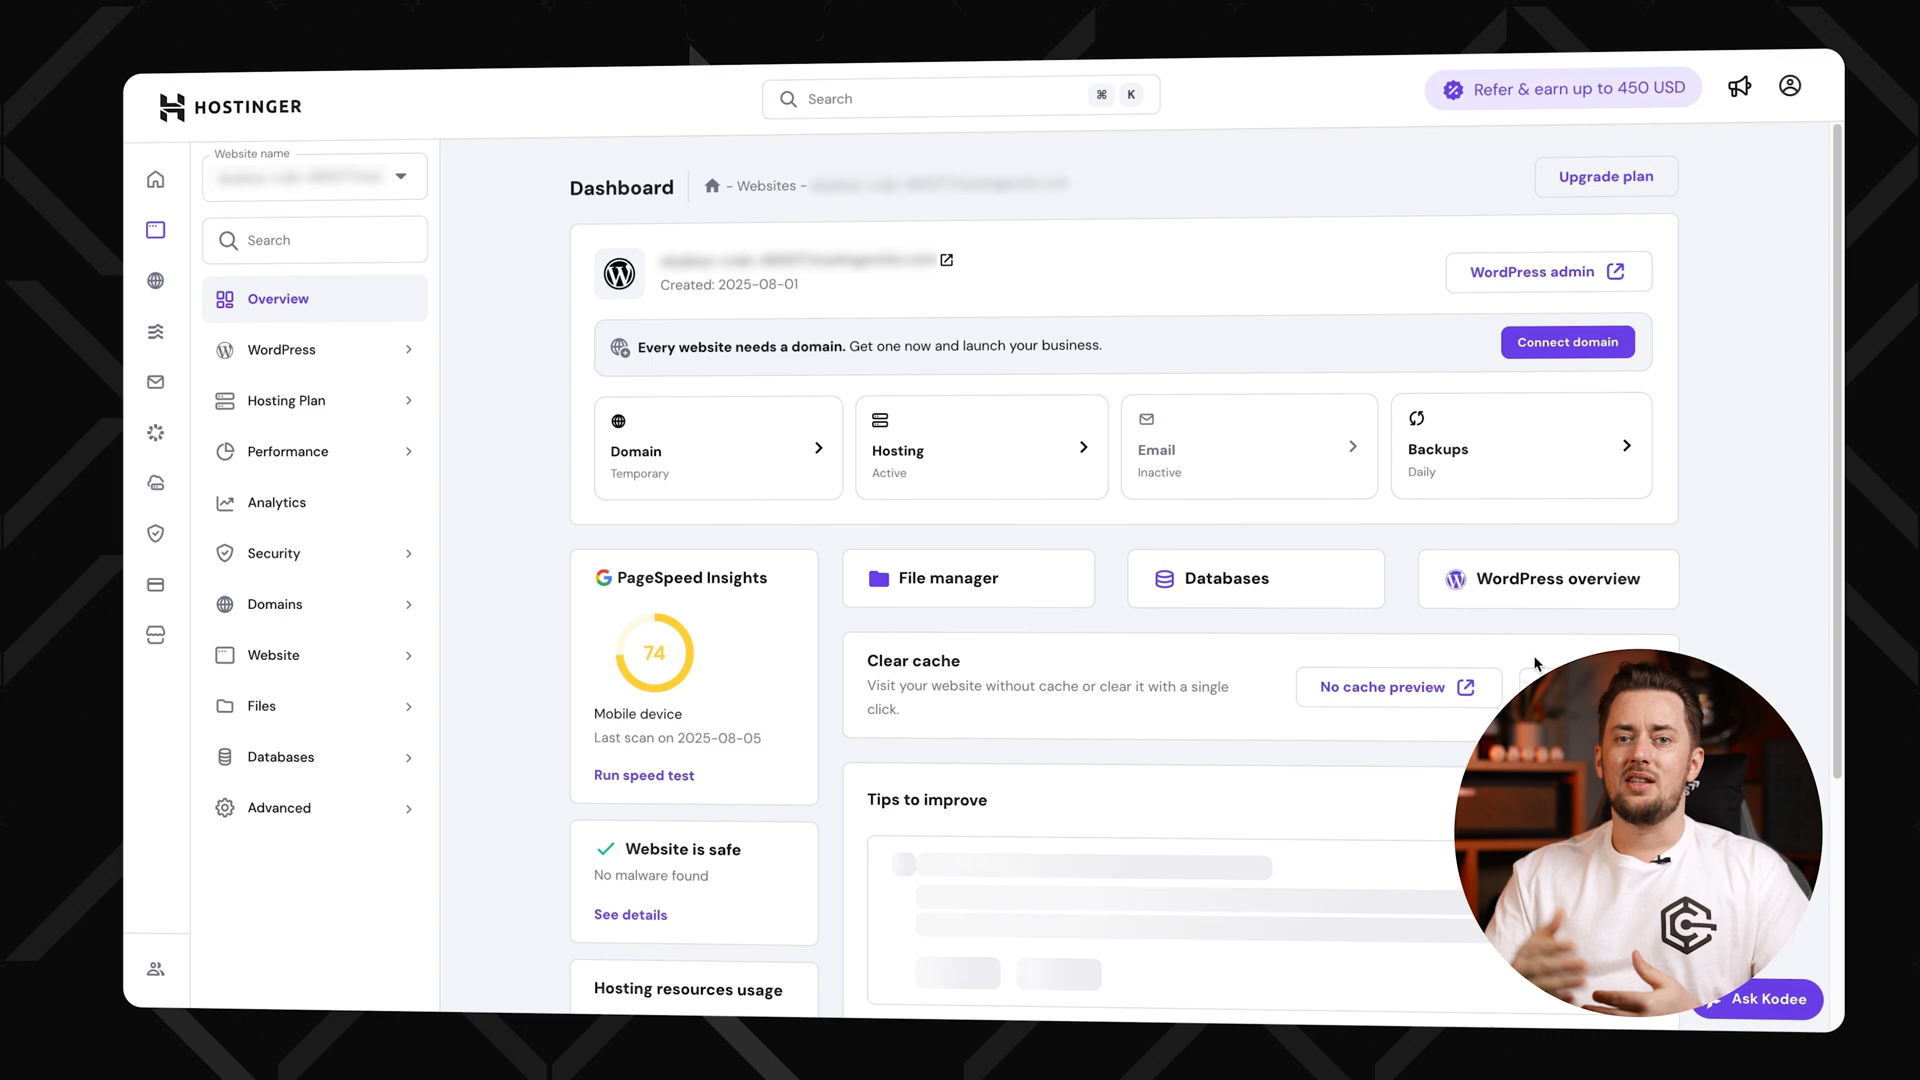 HOSTINGER
Search
⌘ K
Refer & earn up to 450 USD
Website name
Search
Overview
WordPress
Hosting Plan
Performance
Analytics
Security
Domains
Website
Files
Databases
Advanced
Dashboard
- Websites -
Upgrade plan
Created: 2025-08-01
WordPress admin
Every website needs a domain. Get one now and launch your business.
Connect domain
Domain
Temporary
Hosting
Active
Email
Inactive
Backups
Daily
PageSpeed Insights
74
Mobile device
Last scan on 2025-08-05
Run speed test
File manager
Databases
WordPress overview
Clear cache
Visit your website without cache or clear it with a single
click.
No cache preview
Tips to improve
Website is safe
No malware found
See details
Hosting resources usage
Ask Kodee